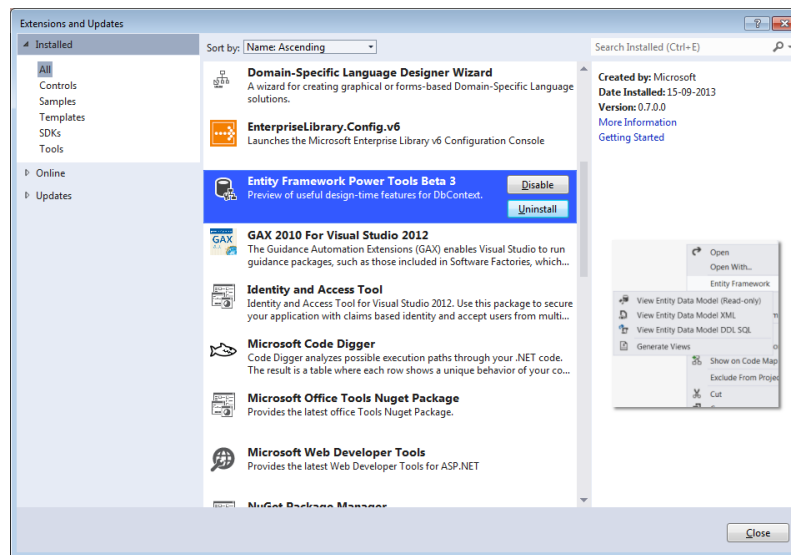 Extensions and Updates
Installed
All
Controls
Samples
Templates
SDKs
Tools
Online
Updates
Sort by: Name: Ascending
Domain-Specific Language Designer Wizard
A wizard for creating graphical or forms-based Domain-Specific Language
solutions.
EnterpriseLibrary.Config.v6
Launches the Microsoft Enterprise Library v6 Configuration Console
Entity Framework Power Tools Beta 3
Preview of useful design-time features for DbContext.
Disable
Uninstall
GAX
GAX 2010 For Visual Studio 2012
The Guidance Automation Extensions (GAX) enables Visual Studio to run
guidance packages, such as those included in Software Factories, which...
Identity and Access Tool
Identity and Access Tool for Visual Studio 2012. Use this package to secure
your application with claims based identity and accept users from multi...
Microsoft Code Digger
Code Digger analyzes possible execution paths through your .NET code.
The result is a table where each row shows a unique behavior of your co...
Microsoft Office Tools Nuget Package
Provides the latest office Tools Nuget Package.
Microsoft Web Developer Tools
Provides the latest Web Developer Tools for ASP.NET
NuGet Package Manager
Search Installed (Ctrl+E)
Created by: Microsoft
Date Installed: 15-09-2013
Version: 0.7.0.0
More Information
Getting Started
Open
Open With...
Entity Framework
View Entity Data Model (Read-only)
View Entity Data Model XML
View Entity Data Model DDL SQL
Generate Views
Show on Code Map
Exclude From Projec
Cut
Close